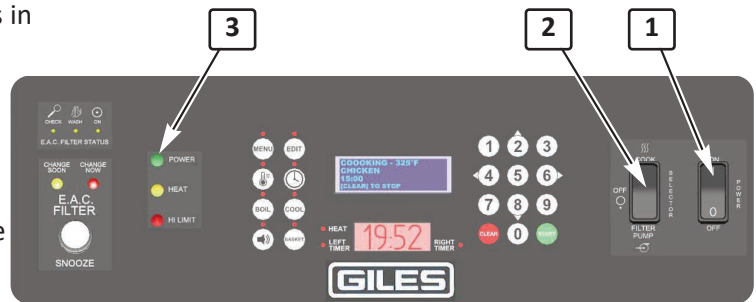 s in
e
3
2
1
CHECK WASH ON
E.A.C. FILTER STATUS
CHANGE SOON
CHANGE NOW
E.A.C.
FILTER
SNOOZE
POWER
HEAT
HI LIMIT
MENU EDIT
BOIL COOL
GASKET
COOOKING - 325°F
CHICKEN
15:00
[CLEAR] TO STOP
HEAT
LEFT TIMER
19:52
RIGHT TIMER
GILES
1 2 3
4 5 6
7 8 9
CLEAR 0 START
COOK
OFF
SELECTOR
FILTER PUMP
ON
0
POWER
OFF